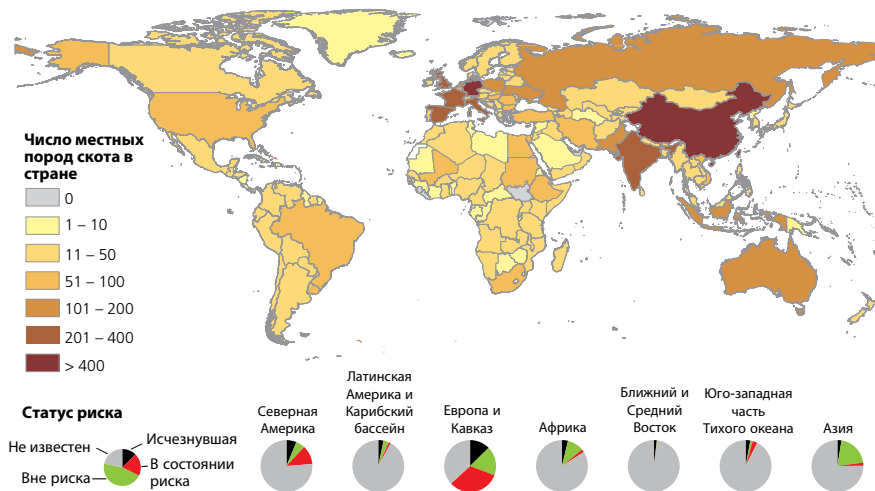 Число местных
пород скота в
стране
0
1 – 10
11 – 50
51 – 100
101 – 200
201 – 400
> 400
Статус риска
Не известен
Исчезнувшая
Вне риска
В состоянии
риска
Северная
Америка
Латинская
Америка и
Карибский
бассейн
Европа и
Кавказ
Африка
Ближний и
Средний
Восток
Юго-западная
часть
Тихого океана
Азия